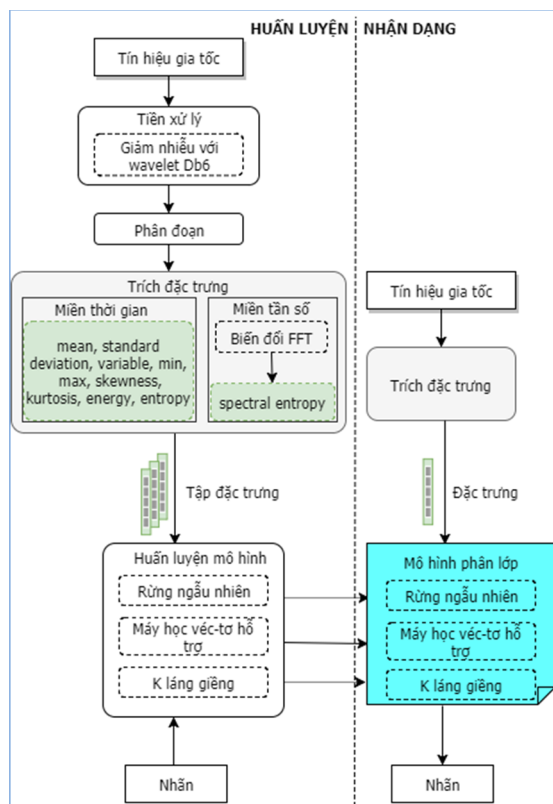 HUẤN LUYỆN
NHẬN DẠNG
Tín hiệu gia tốc
Tiền xử lý
Giảm nhiễu với
wavelet Db6
Phân đoạn
Trích đặc trưng
Miền thời gian
mean, standard
deviation, variable, min,
max, skewness,
kurtosis, energy, entropy
Miền tần số
Biến đổi FFT
spectral entropy
Tập đặc trưng
Huấn luyện mô hình
Rừng ngẫu nhiên
Máy học véc-tơ hỗ
trợ
K láng giềng
Nhãn
Tín hiệu gia tốc
Trích đặc trưng
Đặc trưng
Mô hình phân lớp
Rừng ngẫu nhiên
Máy học véc-tơ hỗ
trợ
K láng giềng
Nhãn